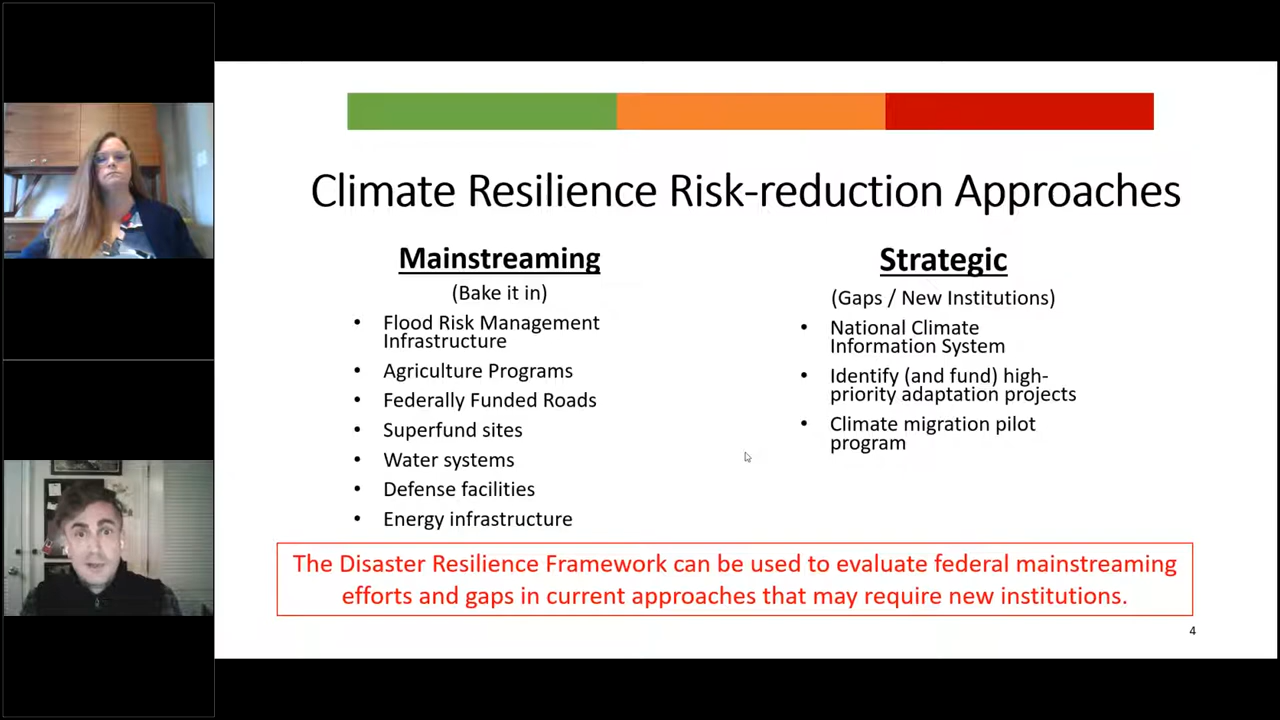 Climate Resilience Risk-reduction Approaches
Mainstreaming
(Bake it in)
• Flood Risk Management
Infrastructure
• Agriculture Programs
• Federally Funded Roads
• Superfund sites
• Water systems
• Defense facilities
• Energy infrastructure
Strategic
(Gaps / New Institutions)
• National Climate
Information System
• Identify (and fund) high-
priority adaptation projects
• Climate migration pilot
program
The Disaster Resilience Framework can be used to evaluate federal mainstreaming
efforts and gaps in current approaches that may require new institutions.
4